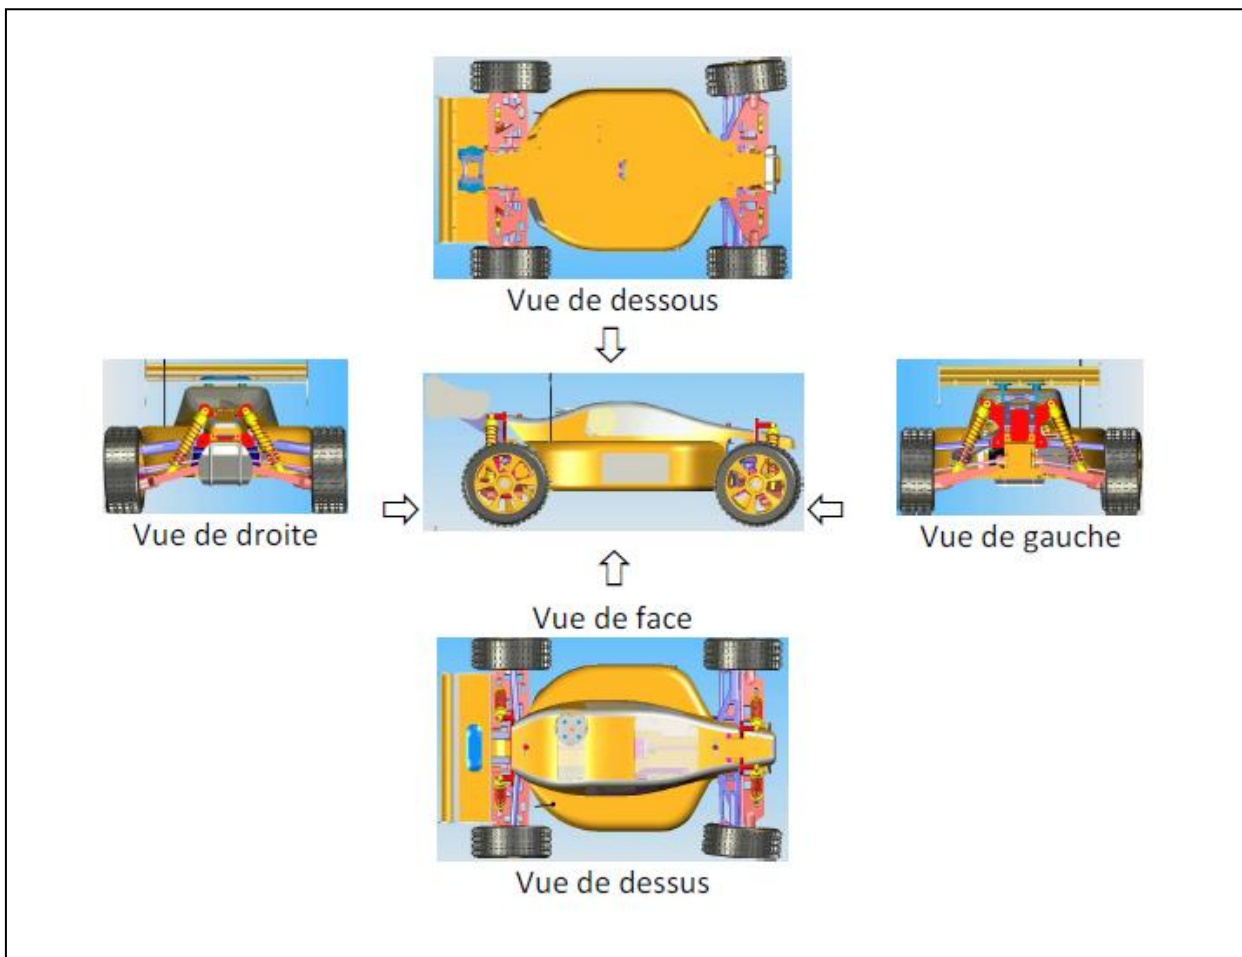 Vue de dessous
Vue de droite
Vue de gauche
Vue de face
Vue de dessus